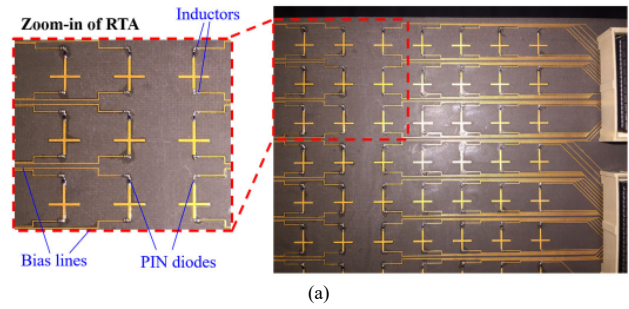 Zoom-in of RTA
Inductors
Bias lines
PIN diodes
(a)